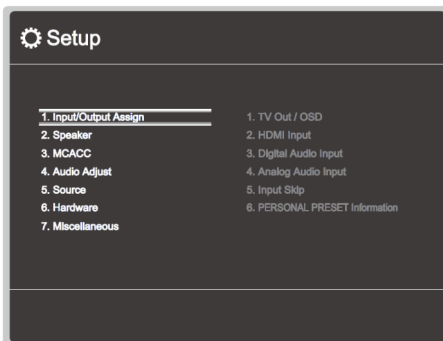 Setup
1. Input/Output Assign
2. Speaker
3. MCACC
4. Audio Adjust
5. Source
6. Hardware
7. Miscellaneous
1. TV Out / OSD
2. HDMI Input
3. Digital Audio Input
4. Analog Audio Input
5. Input Skip
6. PERSONAL PRESET Information